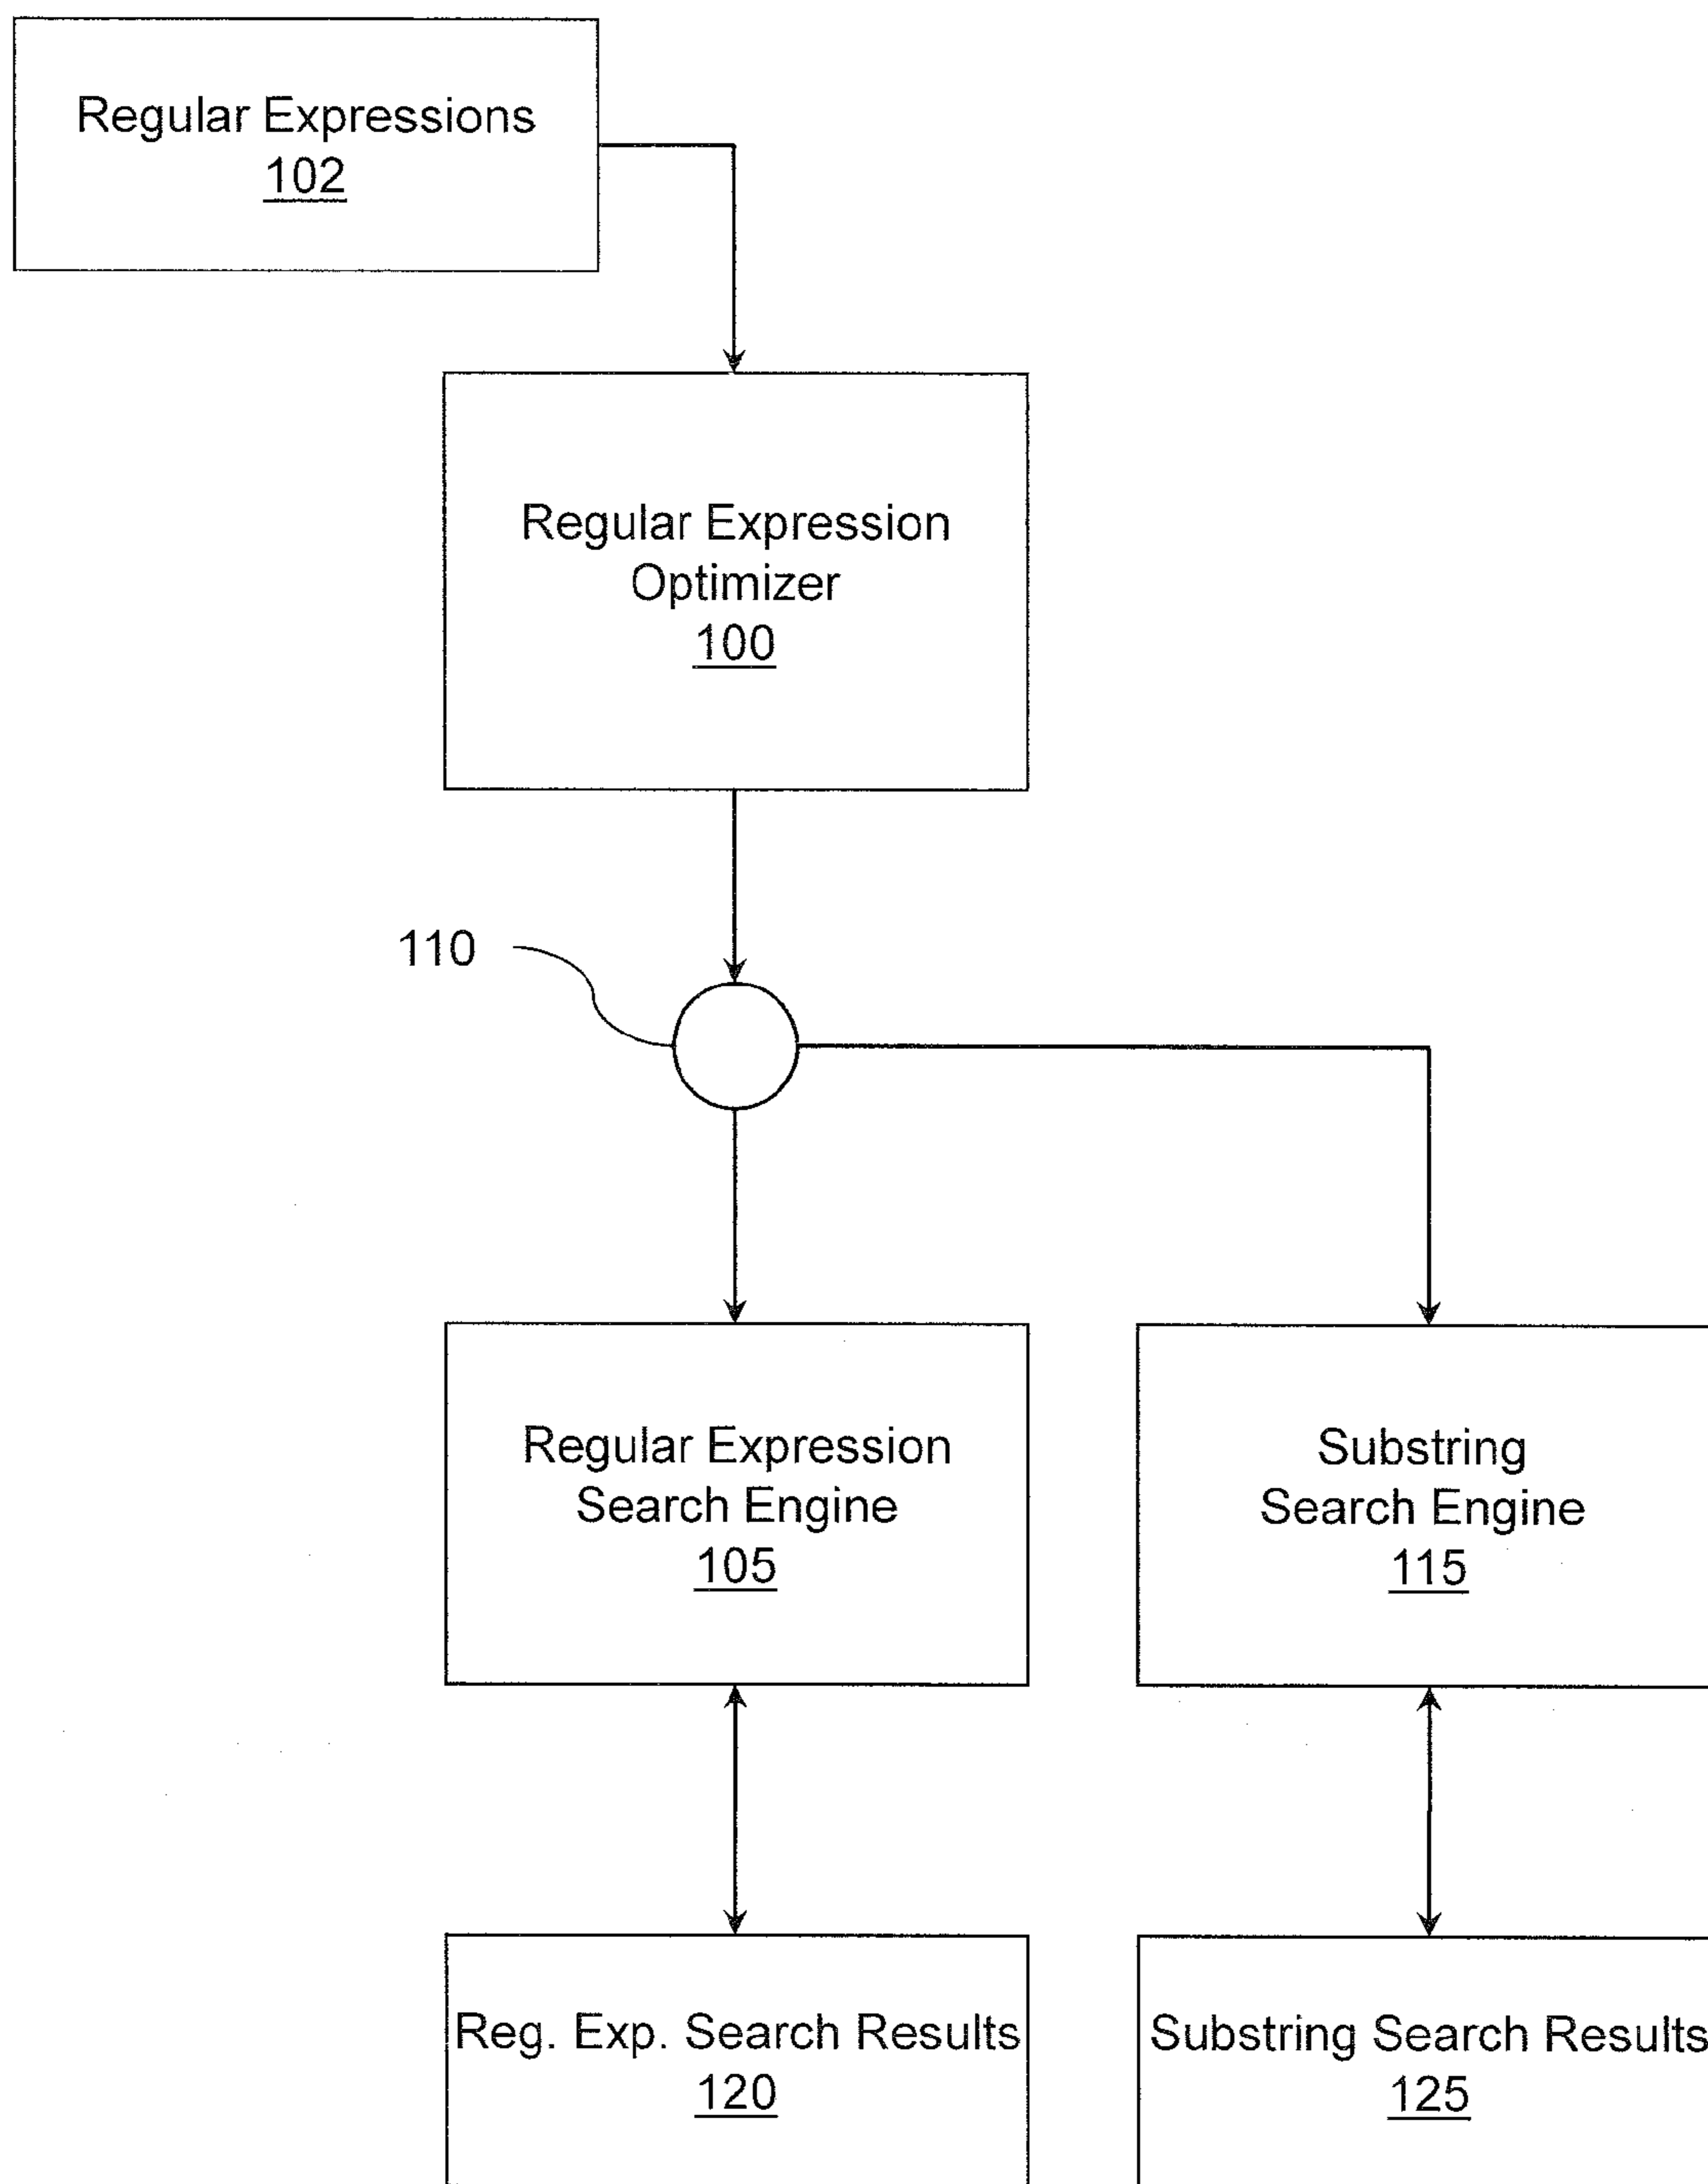 Regular Expressions
102
Regular Expression
Optimizer
100
110
Regular Expression
Search Engine
105
Substring
Search Engine
115
Reg. Exp. Search Results
120
Substring Search Results
125